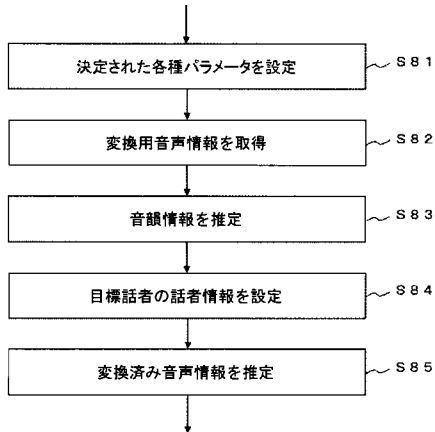 決定された各種パラメータを設定
S81
変換用音声情報を取得
S82
音韻情報を推定
S83
目標話者の話者情報を設定
S84
変換済み音声情報を推定
S85